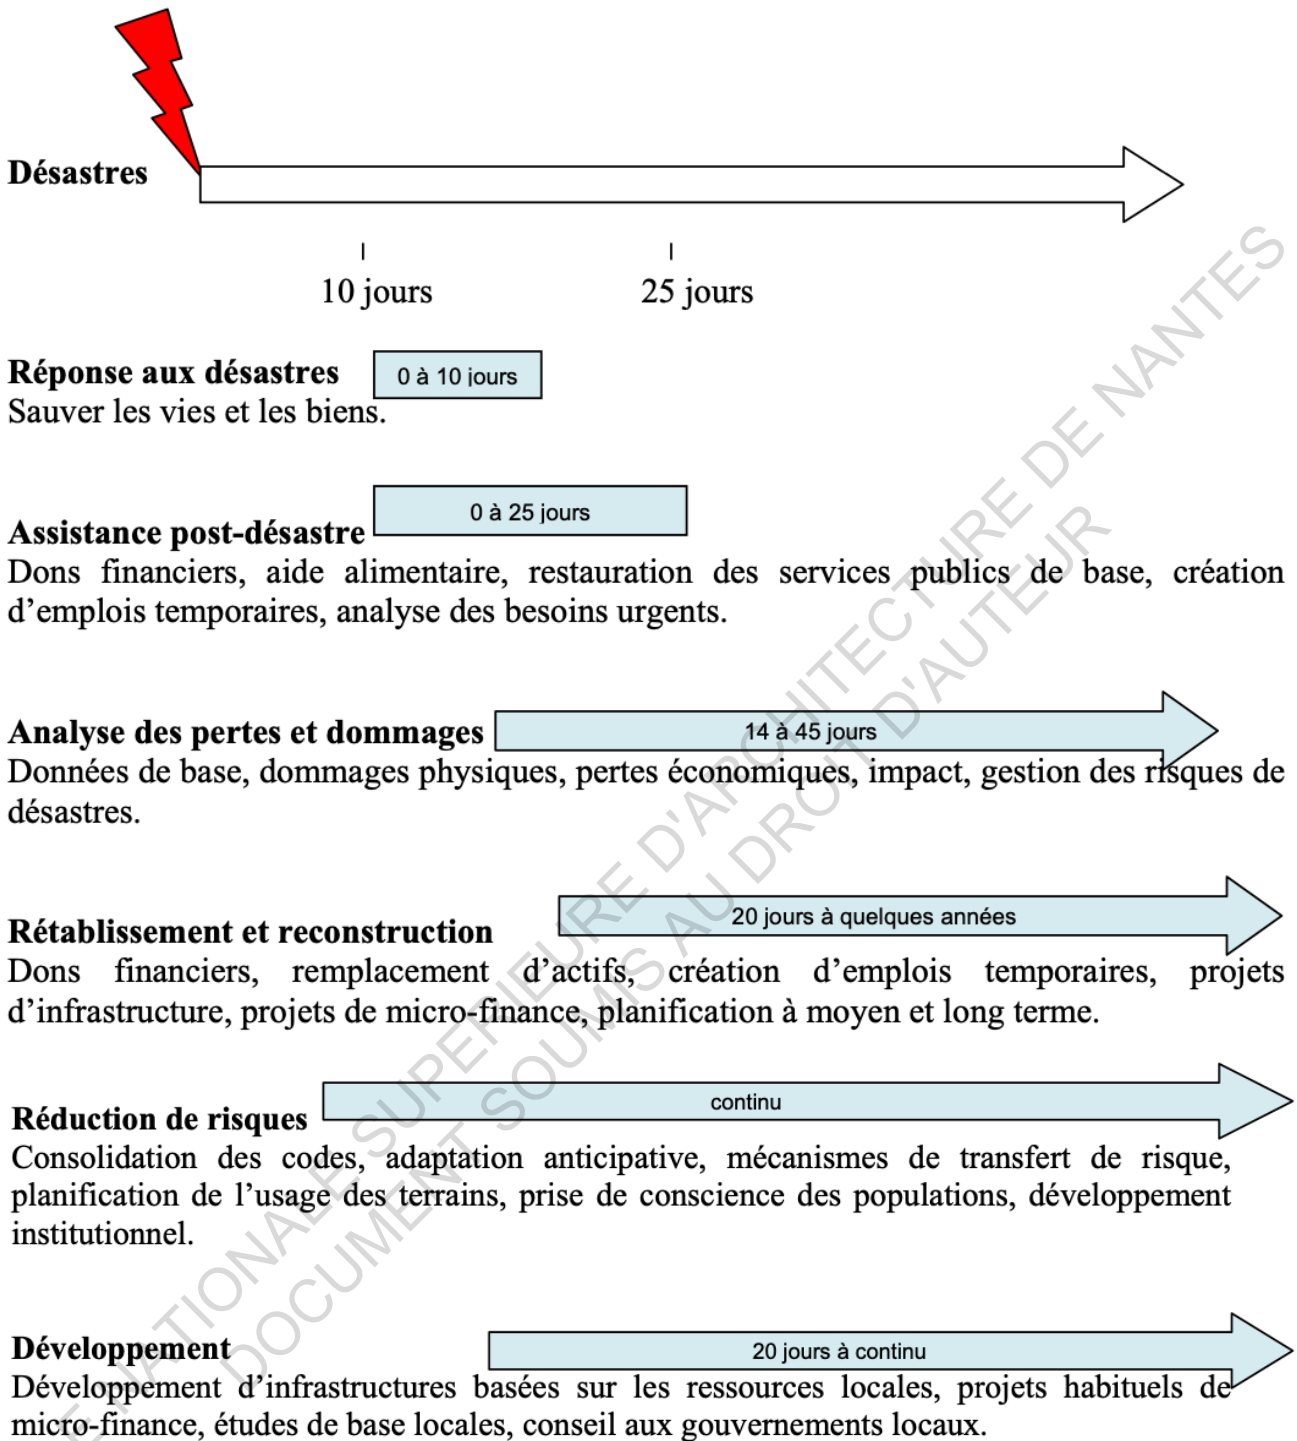 Désastres
10 jours
25 jours
Réponse aux désastres
0 à 10 jours
Sauver les vies et les biens.
0 à 25 jours
Assistance post-désastre
Dons financiers, aide alimentaire, restauration des services publics de base, création
d'emplois temporaires, analyse des besoins urgents.
Analyse des pertes et dommages
14 à 45 jours
Données de base, dommages physiques, pertes économiques, impact, gestion des risques de
désastres.
20 jours à quelques années
Rétablissement et reconstruction
Dons financiers, remplacement d'actifs, création d'emplois temporaires, projets
d'infrastructure, projets de micro-finance, planification à moyen et long terme.
continu
Réduction de risques
Consolidation des codes, adaptation anticipative, mécanismes de transfert de risque,
planification de l'usage des terrains, prise de conscience des populations, développement
institutionnel.
Développement
20 jours à continu
Développement d'infrastructures basées sur les ressources locales, projets habituels de
micro-finance, études de base locales, conseil aux gouvernements locaux.
E NATIONALE SUPERIEURE D'ARCHITECTURE DE NANTES
DOCUMENT SOUMIS AU DROIT D'AUTEUR